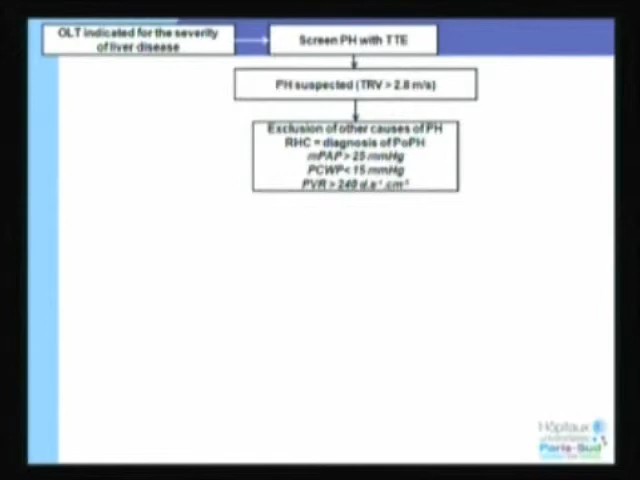 OLT indicated for the severity
of liver disease
Screen PH with TTE
PH suspected (TRV > 2.8 m/s)
Exclusion of other causes of PH
RHC = diagnosis of PoPH
mPAP > 25 mmHg
PCWP< 15 mmHg
PVR > 240 d.s⁻¹.cm⁻⁵
Hôpitaux
universitaires
Paris-Sud